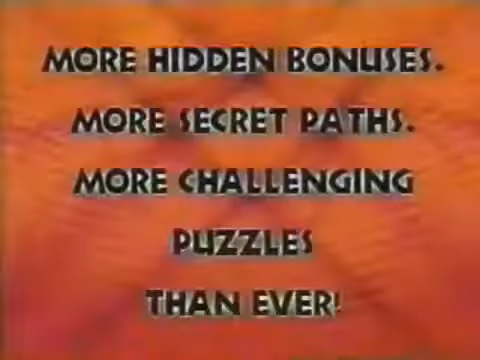 MORE HIDDEN BONUSES.
MORE SECRET PATHS.
MORE CHALLENGING
PUZZLES
THAN EVER!